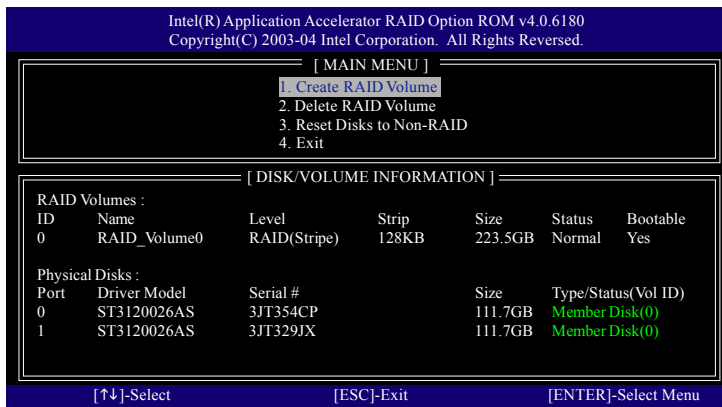 Intel(R) Application Accelerator RAID Option ROM v4.0.6180
Copyright(C) 2003-04 Intel Corporation. All Rights Reversed.
[ MAIN MENU ]
1. Create RAID Volume
2. Delete RAID Volume
3. Reset Disks to Non-RAID
4. Exit
[ DISK/VOLUME INFORMATION ]
RAID Volumes :
ID Name Level Strip Size Status Bootable
0 RAID_Volume0 RAID(Stripe) 128KB 223.5GB Normal Yes
Physical Disks :
Port Driver Model Serial # Size Type/Status(Vol ID)
0 ST3120026AS 3JT354CP 111.7GB Member Disk(0)
1 ST3120026AS 3JT329JX 111.7GB Member Disk(0)
[↑↓]-Select [ESC]-Exit [ENTER]-Select Menu